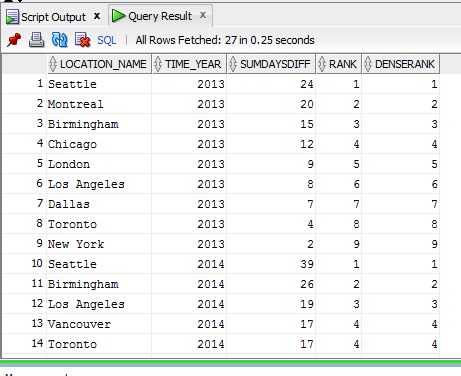 Script Output x Query Result x
SQL | All Rows Fetched: 27 in 0.25 seconds
LOCATION_NAME TIME_YEAR SUMDAYSDIFF RANK DENSERANK
1 Seattle 2013 24 1 1
2 Montreal 2013 20 2 2
3 Birmingham 2013 15 3 3
4 Chicago 2013 12 4 4
5 London 2013 9 5 5
6 Los Angeles 2013 8 6 6
7 Dallas 2013 7 7 7
8 Toronto 2013 4 8 8
9 New York 2013 2 9 9
10 Seattle 2014 39 1 1
11 Birmingham 2014 26 2 2
12 Los Angeles 2014 19 3 3
13 Vancouver 2014 17 4 4
14 Toronto 2014 17 4 4